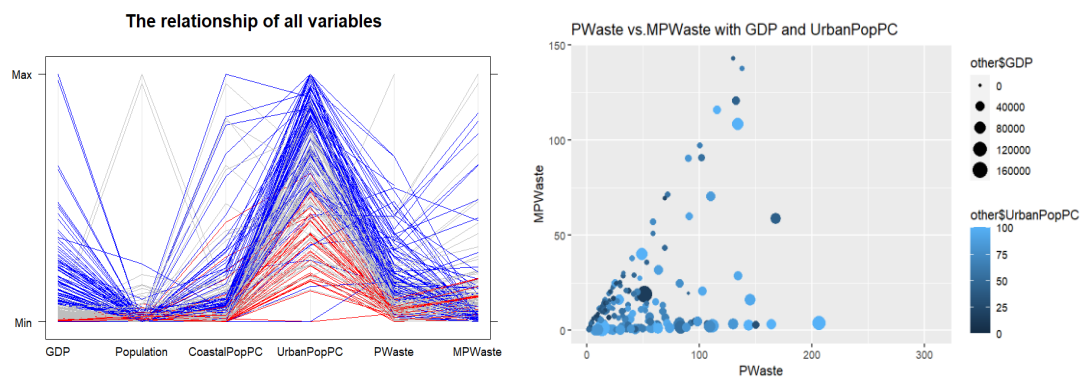 The relationship of all variables
Max
Min
GDP
Population
CoastalPopPC
UrbanPopPC
PWaste
MPWaste
PWaste vs.MPWaste with GDP and UrbanPopPC
MPWaste
150
100
50
0
0
100
200
300
PWaste
other$GDP
0
40000
80000
120000
160000
other$UrbanPopPC
100
75
50
25
0